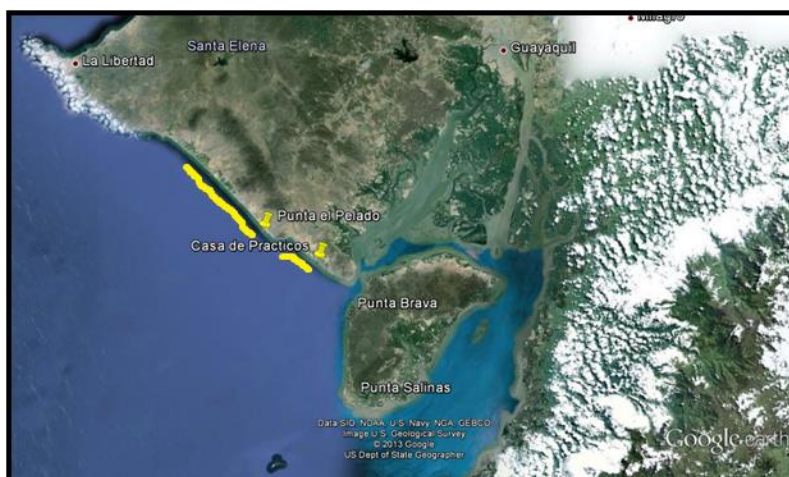 Milagro
Santa Elena
Guayaquil
La Libertad
Punta el Pelado
Casa de Practicos
Punta Brava
Punta Salinas
Data SIO, NOAA, U.S. Navy, NGA, GEBCO
Image U.S. Geological Survey
© 2013 Google
US Dept of State Geographer
Google earth